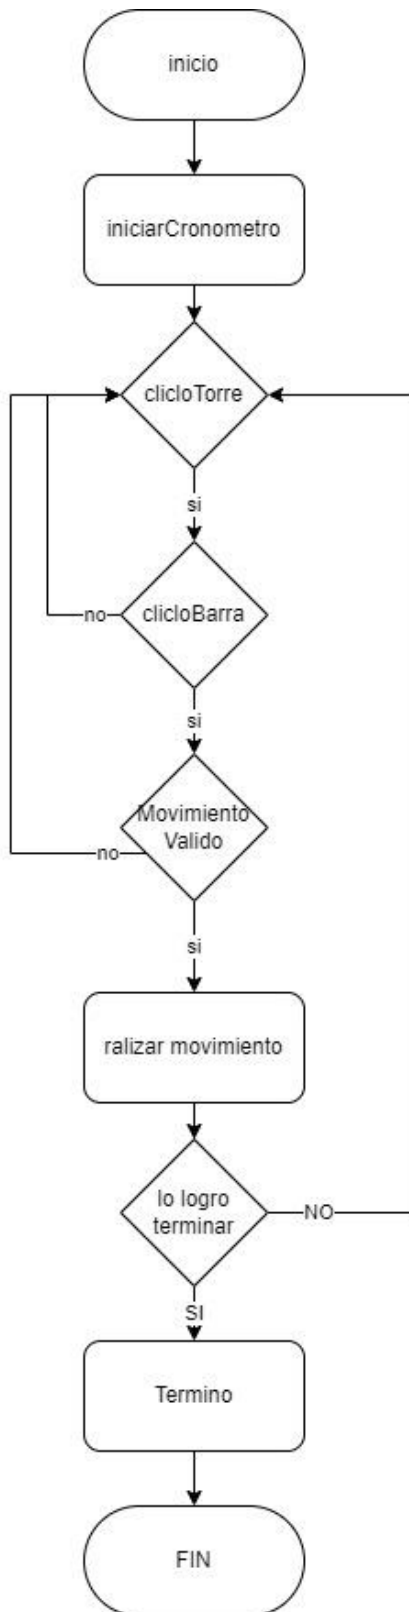 inicio
iniciarCronometro
clicloTorre
si
clicloBarra
no
si
Movimiento
Valido
no
si
ralizar movimiento
lo logro
terminar
NO
SI
Termino
FIN